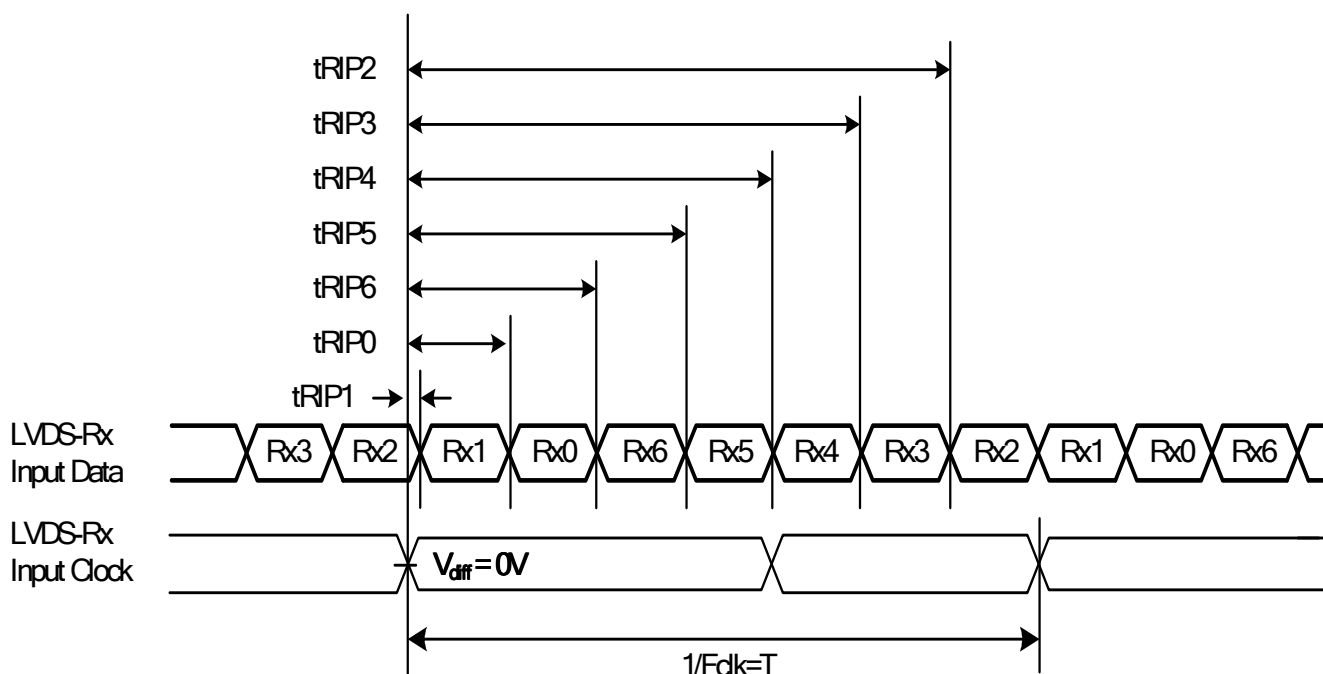 tRIP2
tRIP3
tRIP4
tRIP5
tRIP6
tRIP0
tRIP1
LVDS-Rx
Input Data
Rx3 Rx2 Rx1 Rx0 Rx6 Rx5 Rx4 Rx3 Rx2 Rx1 Rx0 Rx6
LVDS-Rx
Input Clock
Vdiff = 0V
1/Fclk=T